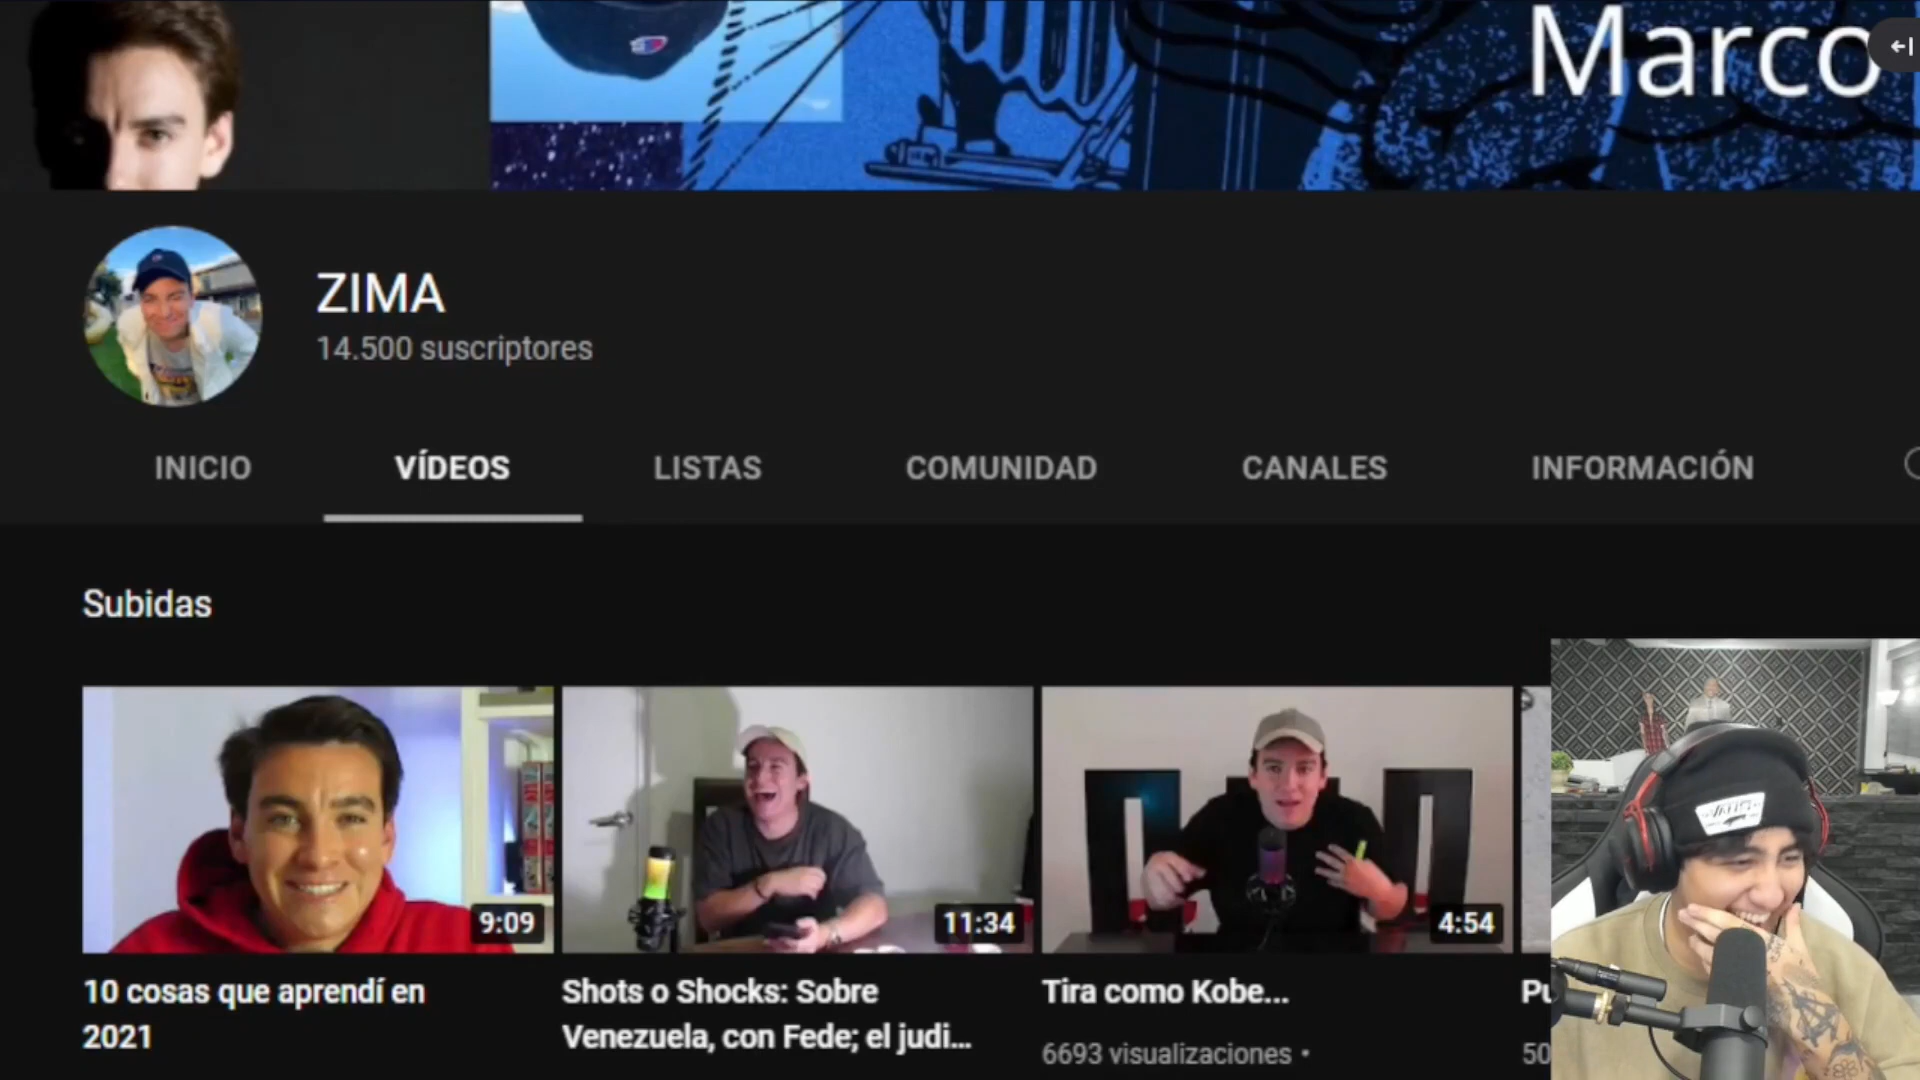 Marco
ZIMA
14.500 suscriptores
INICIO
VÍDEOS
LISTAS
COMUNIDAD
CANALES
INFORMACIÓN
Subidas
9:09
11:34
4:54
10 cosas que aprendí en
2021
Shots o Shocks: Sobre
Venezuela, con Fede; el judi...
Tira como Kobe...
6693 visualizaciones •
50